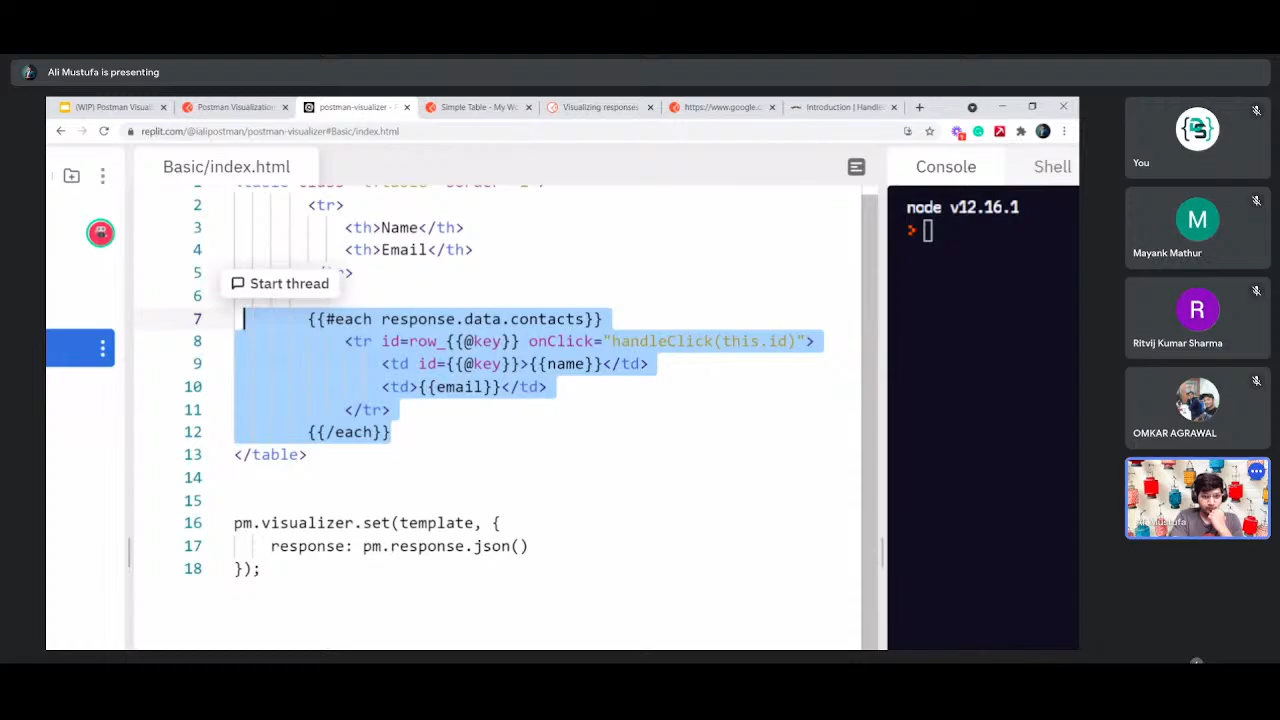 Ali Mustufa is presenting
(WIP) Postman Visual
Postman Visualization
postman-visualizer
Simple Table - My Wo
Visualizing responses
https://www.google.c
Introduction | Handle
replit.com/@ialipostman/postman-visualizer#Basic/index.html
Basic/index.html
Console
Shell
node v12.16.1
2 <tr>
3 <th>Name</th>
4 <th>Email</th>
5
Start thread
6
7 {{#each response.data.contacts}}
8 <tr id=row_{{@key}} onClick="handleClick(this.id)">
9 <td id={{@key}}>{{name}}</td>
10 <td>{{email}}</td>
11 </tr>
12 {{/each}}
13 </table>
14
15
16 pm.visualizer.set(template, {
17 response: pm.response.json()
18 });
You
M
Mayank Mathur
R
Ritvij Kumar Sharma
OMKAR AGRAWAL
Ali Mustufa